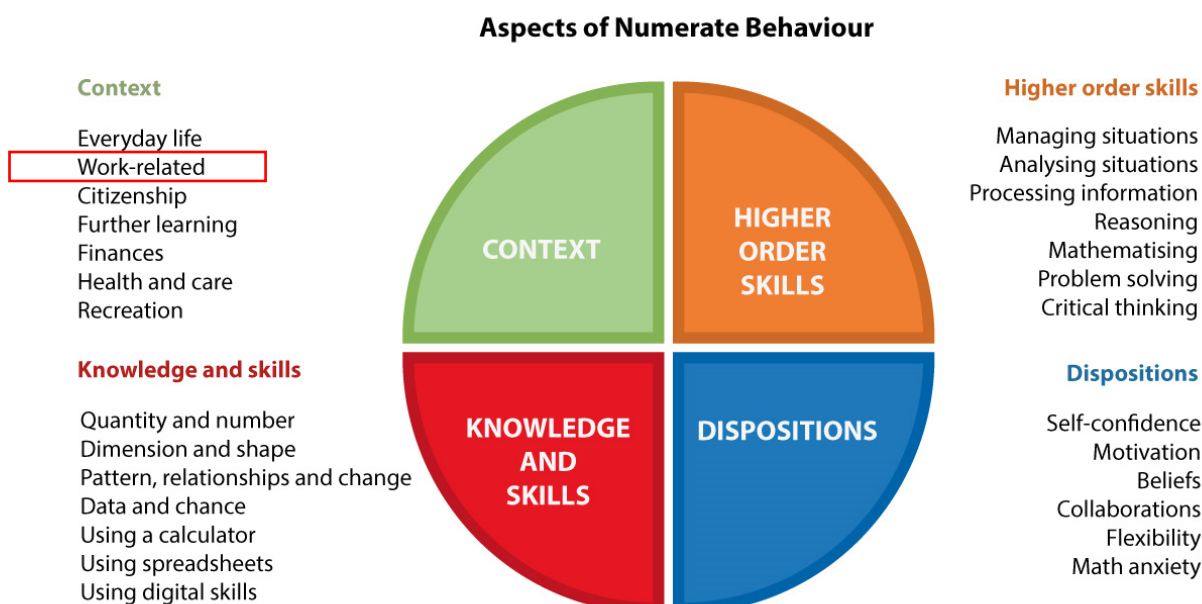 Aspects of Numerate Behaviour
Context
Everyday life
Work-related
Citizenship
Further learning
Finances
Health and care
Recreation
Knowledge and skills
Quantity and number
Dimension and shape
Pattern, relationships and change
Data and chance
Using a calculator
Using spreadsheets
Using digital skills
CONTEXT
HIGHER
ORDER
SKILLS
KNOWLEDGE
AND
SKILLS
DISPOSITIONS
Higher order skills
Managing situations
Analysing situations
Processing information
Reasoning
Mathematising
Problem solving
Critical thinking
Dispositions
Self-confidence
Motivation
Beliefs
Collaborations
Flexibility
Math anxiety